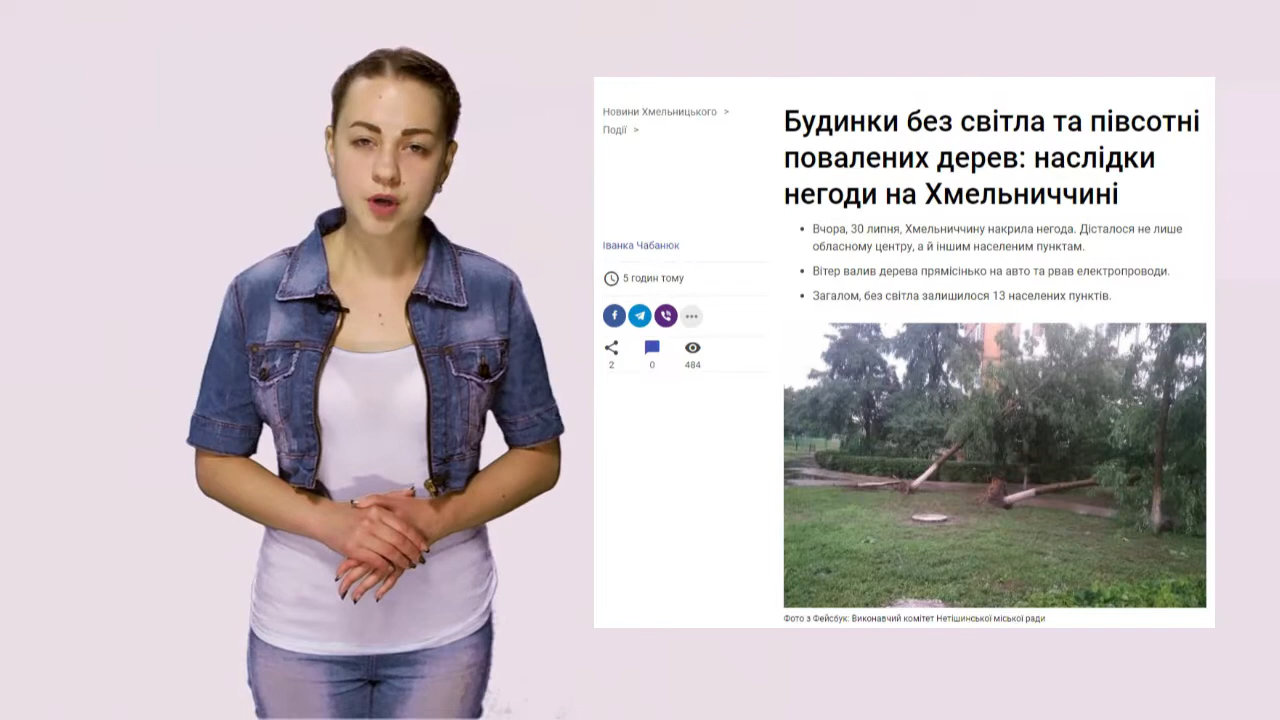 Новини Хмельницького >
Події >
Іванка Чабанюк
5 годин тому
2
0
484
Будинки без світла та півсотні
повалених дерев: наслідки
негоди на Хмельниччині
Вчора, 30 липня, Хмельниччину накрила негода. Дісталося не лише
обласному центру, а й іншим населеним пунктам.
Вітер валив дерева прямісінько на авто та рвав електропроводи.
Загалом, без світла залишилося 13 населених пунктів.
Фото з Фейсбук: Виконавчий комітет Нетішинської міської ради